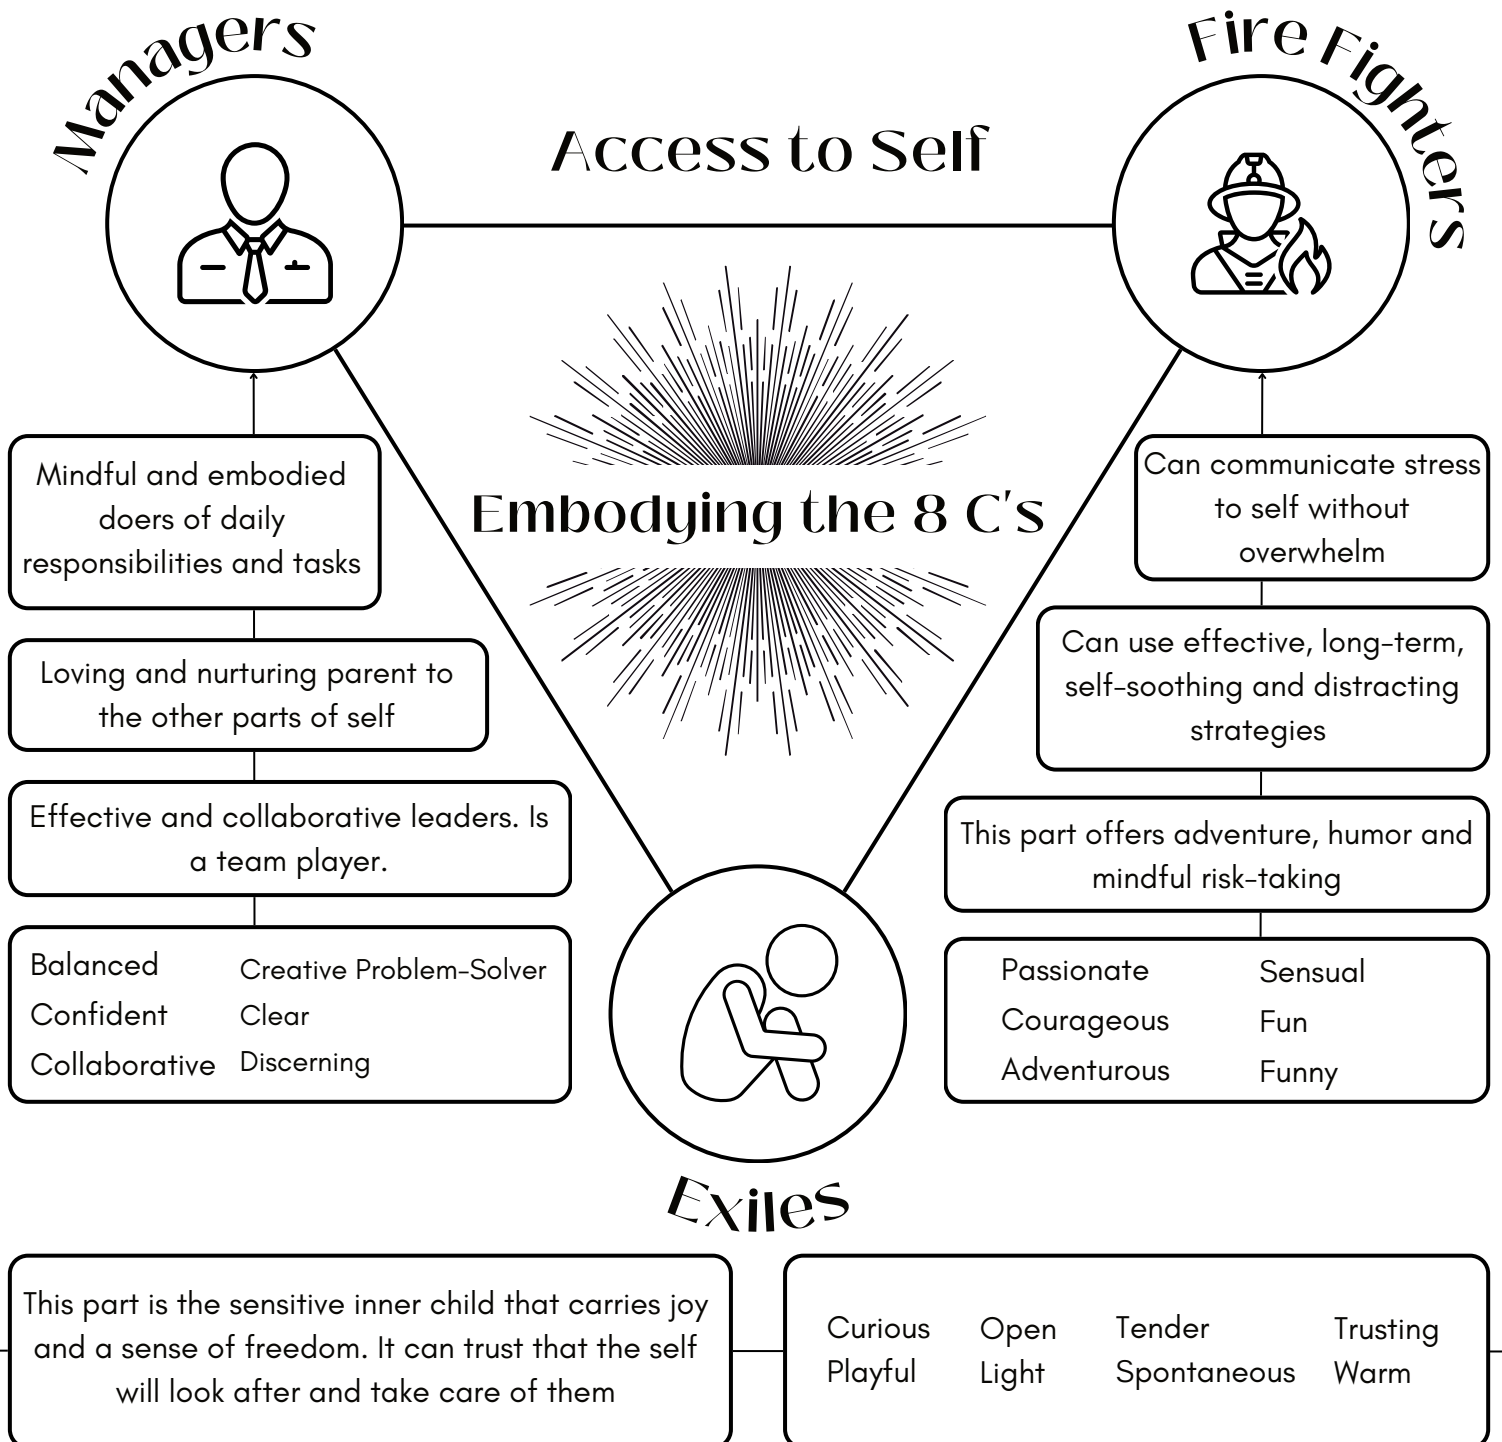 Managers
Fire Fighters
Access to Self
Embodying the 8 C's
Mindful and embodied
doers of daily
responsibilities and tasks
Loving and nurturing parent to
the other parts of self
Effective and collaborative leaders. Is
a team player.
Balanced
Confident
Collaborative
Creative Problem-Solver
Clear
Discerning
Can communicate stress
to self without
overwhelm
Can use effective, long-term,
self-soothing and distracting
strategies
This part offers adventure, humor and
mindful risk-taking
Passionate
Courageous
Adventurous
Sensual
Fun
Funny
Exiles
This part is the sensitive inner child that carries joy
and a sense of freedom. It can trust that the self
will look after and take care of them
Curious
Playful
Open
Light
Tender
Spontaneous
Trusting
Warm